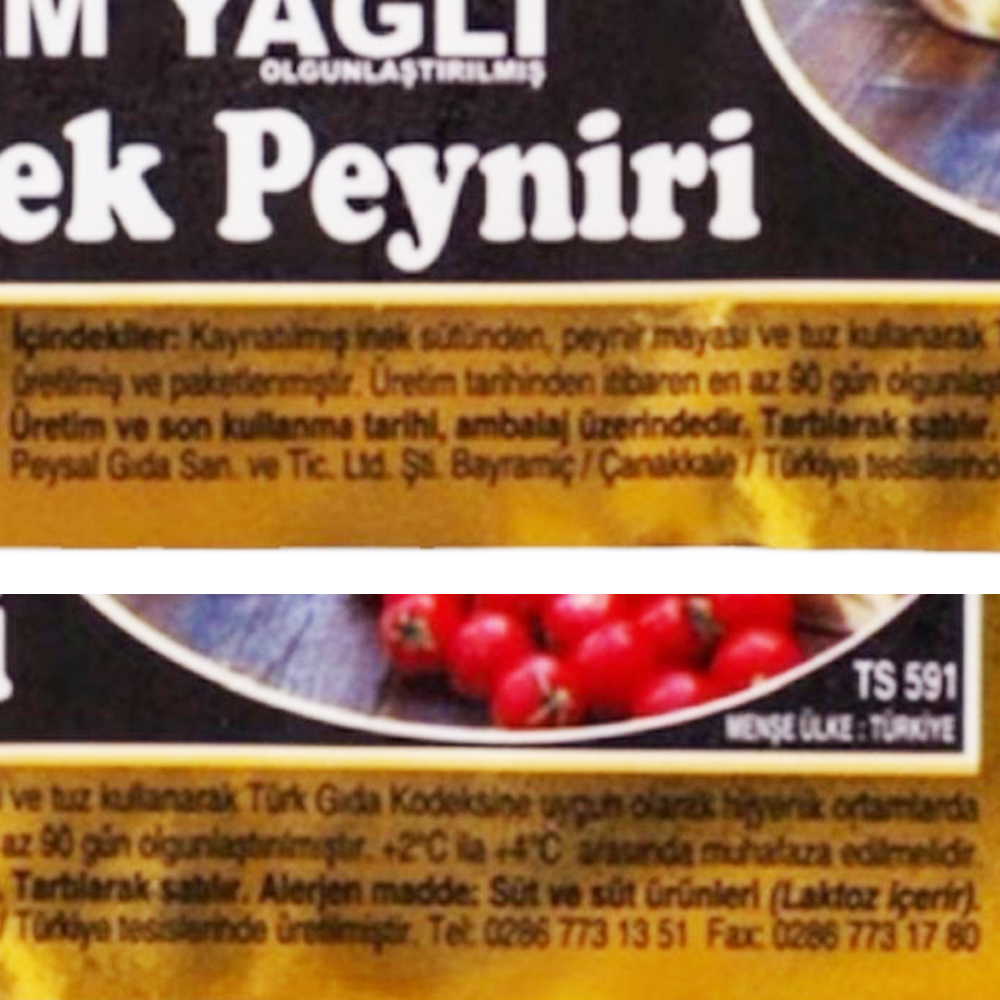 M YAĞLI
OLGUNLAŞTIRILMIŞ
ek Peyniri
İçindekiler: Kaynatılmış inek sütünden, peynir mayası ve tuz kullanarak
üretilmiş ve paketlenmiştir. Üretim tarihinden itibaren en az 90 gün olgunlaş
Üretim ve son kullanma tarihi, ambalaj üzerindedir. Tartılarak satılır.
Peysal Gıda San. ve Tic. Ltd. Şti. Bayramiç / Çanakkale / Türkiye tesislerinde
TS 591
MENŞE ÜLKE : TÜRKİYE
ve tuz kullanarak Türk Gıda Kodeksine uygun olarak hijyenik ortamlarda
az 90 gün olgunlaştırılmıştır. +2°C ila +4°C arasında muhafaza edilmelidir.
Tartılarak satılır. Alerjen madde: Süt ve süt ürünleri (Laktoz içerir).
/ Türkiye tesislerinde üretilmiştir. Tel: 0286 773 13 51 Fax: 0286 773 17 80